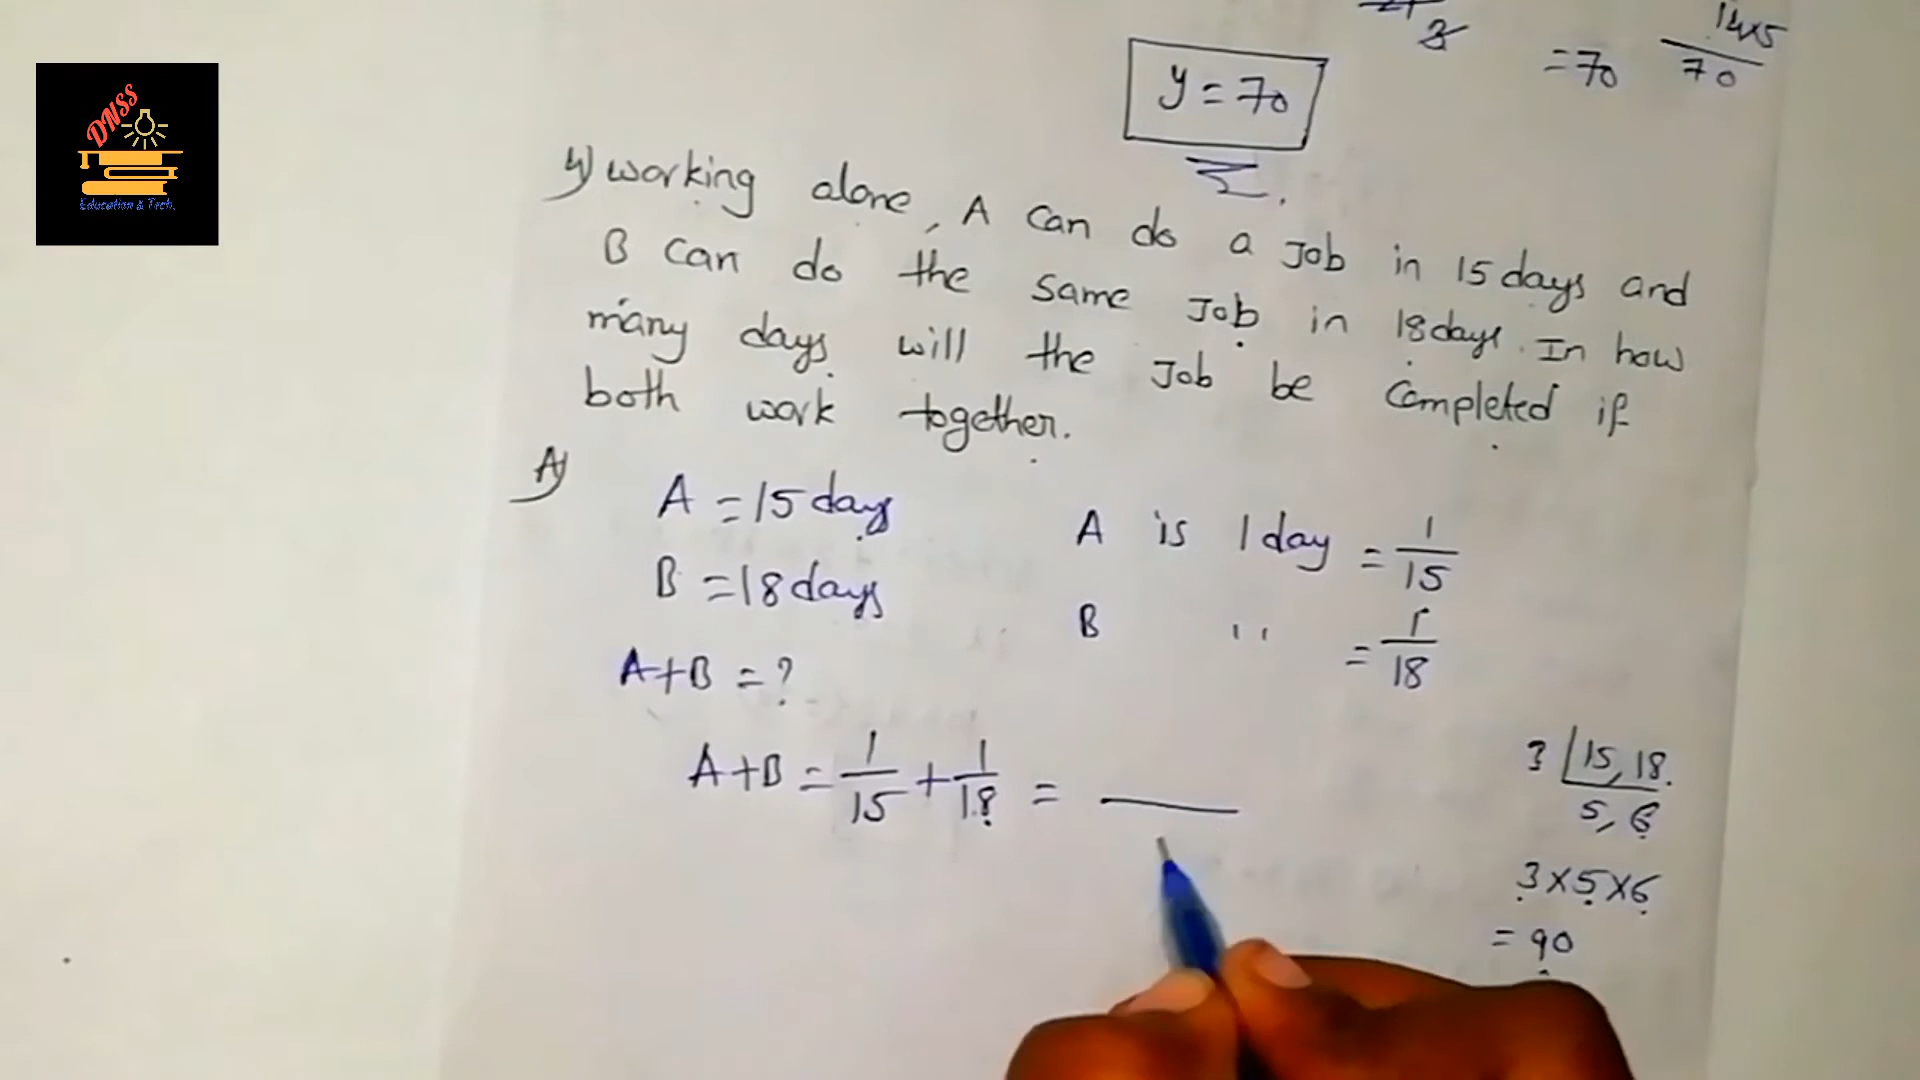 DNSS
Education & Tech.
3
= 70
14x5
70
y = 70
4) working alone, A can do a Job in 15 days and
B can do the same Job in 18 days. In how
many days will the Job be completed if
both work together.
A)
A = 15 days
A is 1 day = 1/15
B = 18 days
B " = 1/18
A+B = ?
A+B = 1/15 + 1/18 =
3 | 15, 18.
5, 6
3 x 5 x 6
= 90